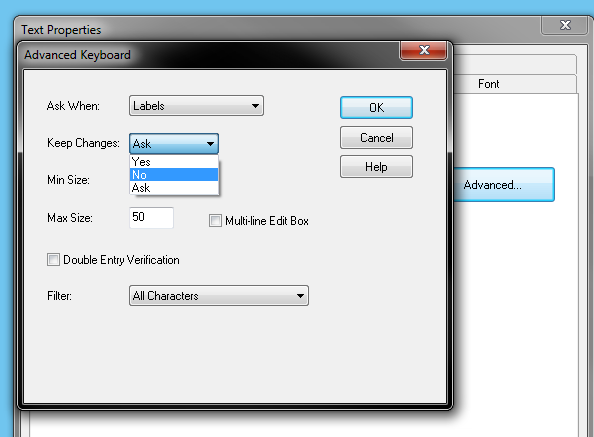 Text Properties
Advanced Keyboard
Font
Ask When: Labels
OK
Keep Changes: Ask
Cancel
Yes
No
Ask
Help
Min Size:
Advanced...
Max Size: 50
Multi-line Edit Box
Double Entry Verification
Filter: All Characters